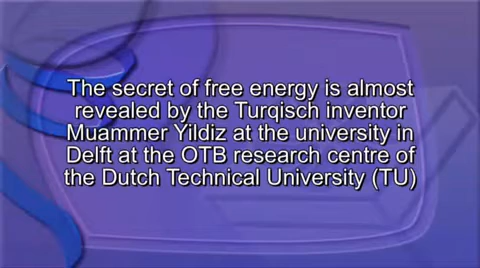 The secret of free energy is almost
revealed by the Turqisch inventor
Muammer Yildiz at the university in
Delft at the OTB research centre of
the Dutch Technical University (TU)